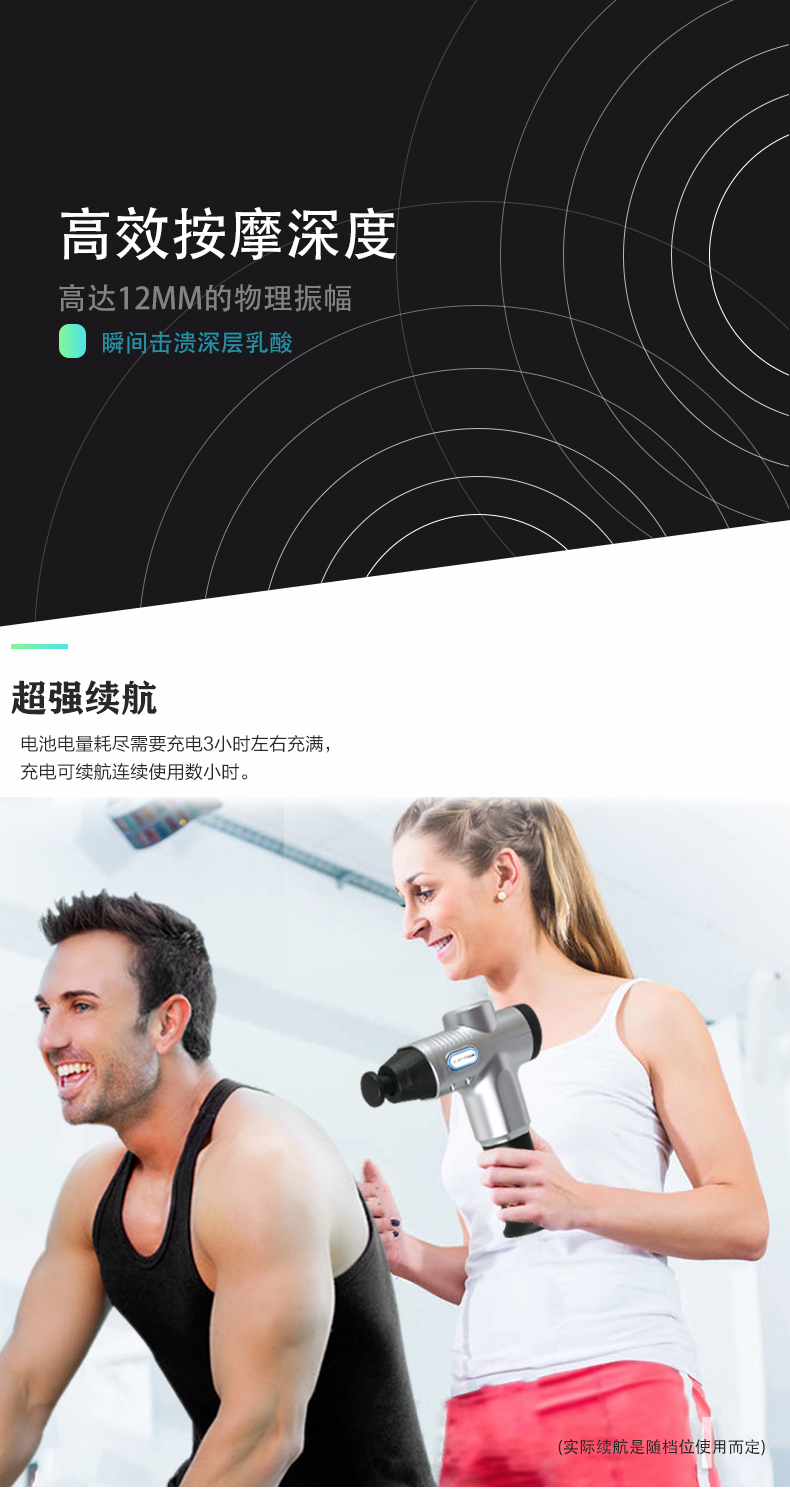 高效按摩深度
高达12MM的物理振幅
瞬间击溃深层乳酸
超强续航
电池电量耗尽需要充电3小时左右充满，
充电可续航连续使用数小时。
(实际续航是随档位使用而定)